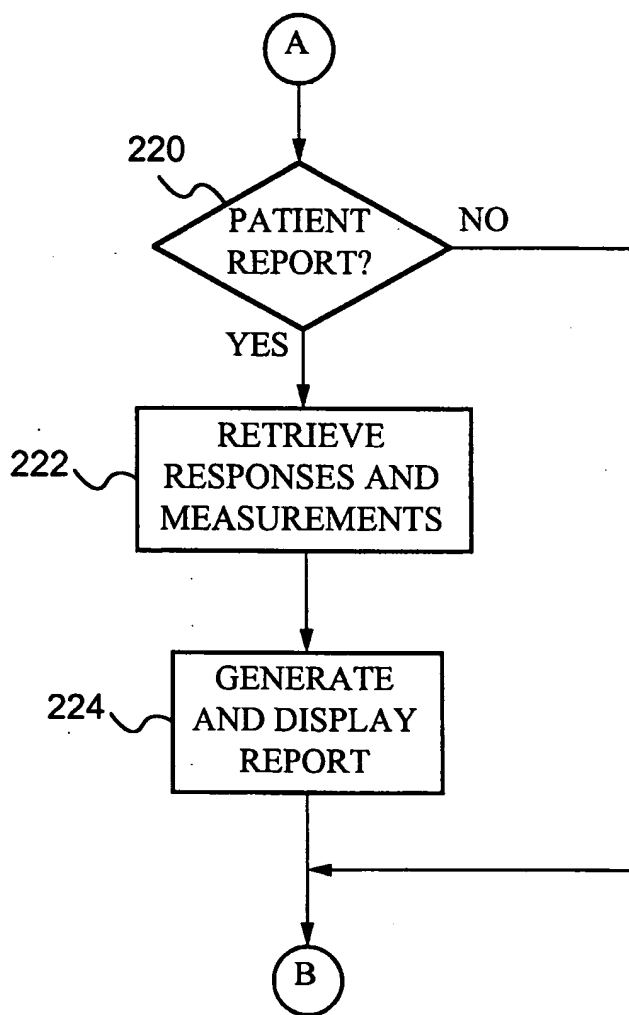 A
220
PATIENT
REPORT?
NO
YES
222
RETRIEVE
RESPONSES AND
MEASUREMENTS
224
GENERATE
AND DISPLAY
REPORT
B